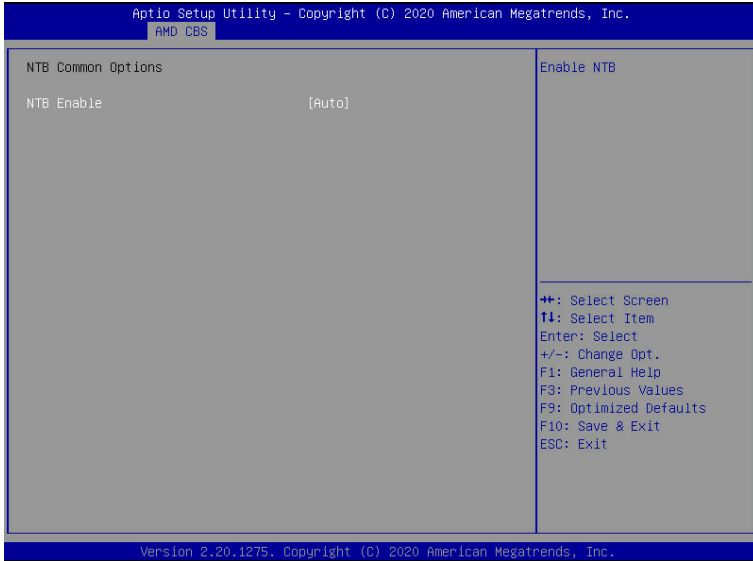 Aptio Setup Utility – Copyright (C) 2020 American Megatrends, Inc.
AMD CBS
NTB Common Options
NTB Enable [Auto]
Enable NTB
→←: Select Screen
↑↓: Select Item
Enter: Select
+/-: Change Opt.
F1: General Help
F3: Previous Values
F9: Optimized Defaults
F10: Save & Exit
ESC: Exit
Version 2.20.1275. Copyright (C) 2020 American Megatrends, Inc.